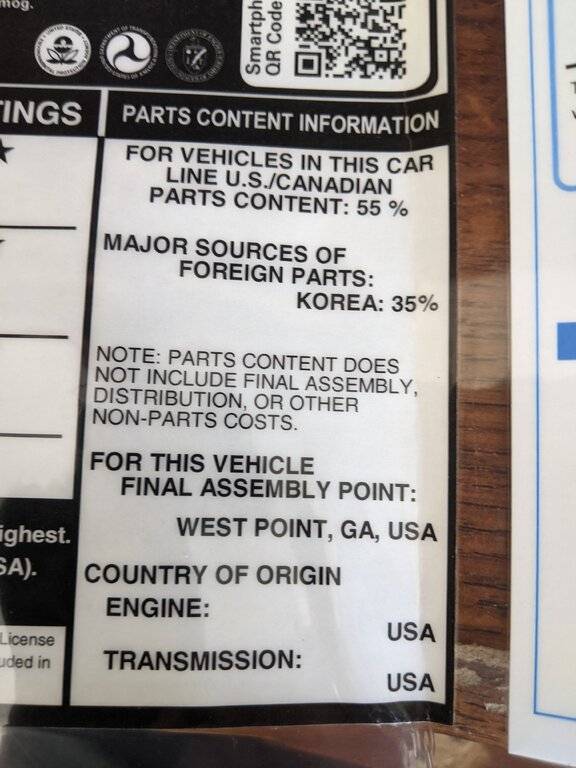 mog.
Smartph
QR Code
TINGS
PARTS CONTENT INFORMATION
FOR VEHICLES IN THIS CAR
LINE U.S./CANADIAN
PARTS CONTENT: 55 %
MAJOR SOURCES OF
FOREIGN PARTS:
KOREA: 35%
NOTE: PARTS CONTENT DOES
NOT INCLUDE FINAL ASSEMBLY,
DISTRIBUTION, OR OTHER
NON-PARTS COSTS.
FOR THIS VEHICLE
FINAL ASSEMBLY POINT:
WEST POINT, GA, USA
COUNTRY OF ORIGIN
ENGINE:
USA
TRANSMISSION:
USA
ighest.
SA).
License
uded in